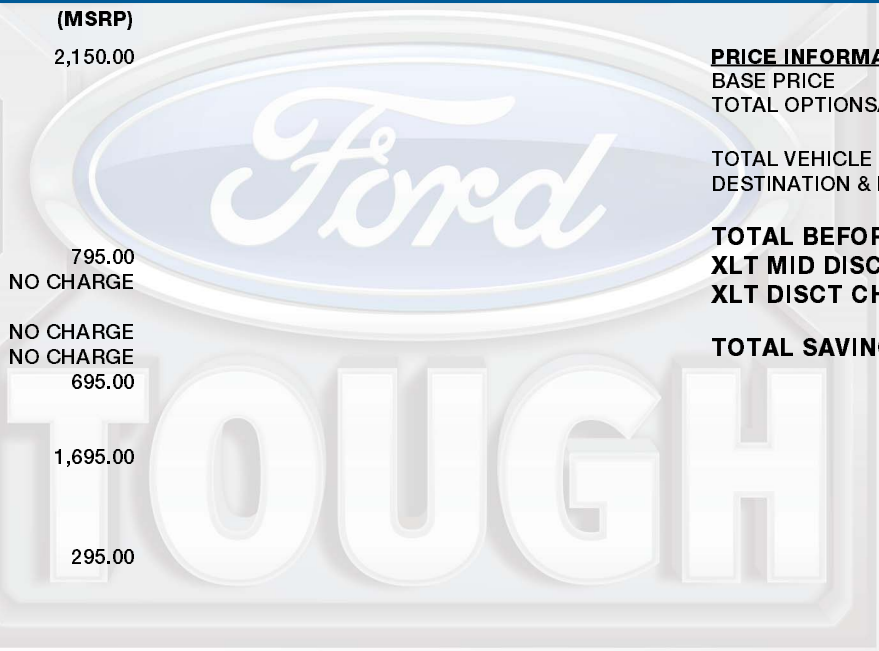 (MSRP)
2,150.00
795.00
NO CHARGE
NO CHARGE
NO CHARGE
695.00
1,695.00
295.00
PRICE INFORMA
BASE PRICE
TOTAL OPTIONS
TOTAL VEHICLE
DESTINATION &
TOTAL BEFOR
XLT MID DISC
XLT DISCT CH
TOTAL SAVIN
Ford
TOUGH